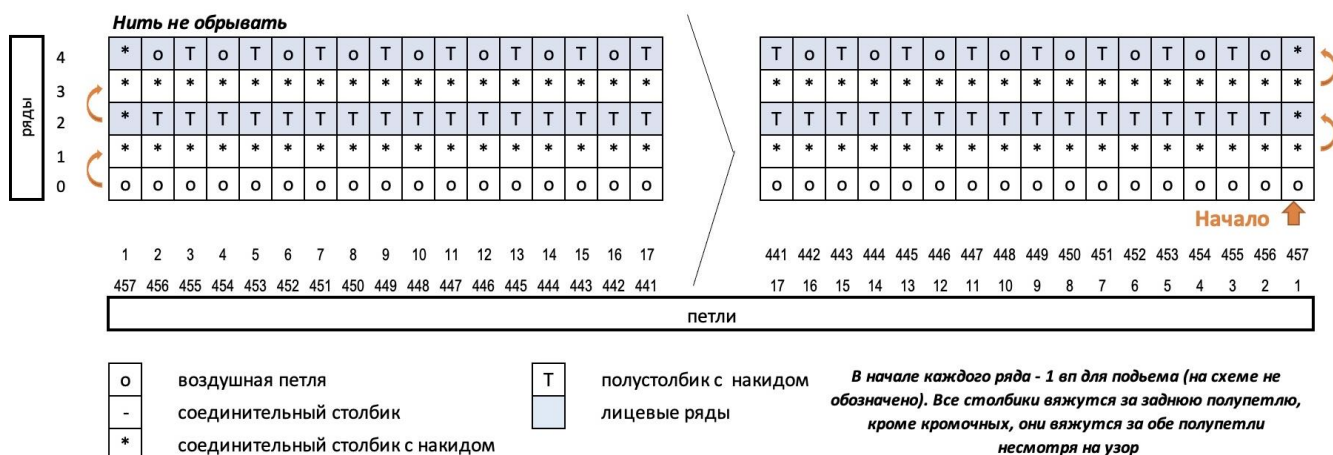 Нить не обрывать
ряды
4 * o T o T o T o T o T o T o T o T T o T o T o T o T o T o T o T o *
3 * * * * * * * * * * * * * * * * * * * * * * * * * * * * * * * * * *
2 * T T T T T T T T T T T T T T T T T T T T T T T T T T T T T T T T *
1 * * * * * * * * * * * * * * * * * * * * * * * * * * * * * * * * * *
0 o o o o o o o o o o o o o o o o o o o o o o o o o o o o o o o o o o
Начало
1 2 3 4 5 6 7 8 9 10 11 12 13 14 15 16 17 441 442 443 444 445 446 447 448 449 450 451 452 453 454 455 456 457
457 456 455 454 453 452 451 450 449 448 447 446 445 444 443 442 441 17 16 15 14 13 12 11 10 9 8 7 6 5 4 3 2 1
петли
o воздушная петля
- соединительный столбик
* соединительный столбик с накидом
T полустолбик с накидом
лицевые ряды
В начале каждого ряда - 1 вп для подьема (на схеме не
обозначено). Все столбики вяжутся за заднюю полупетлю,
кроме кромочных, они вяжутся за обе полупетли
несмотря на узор